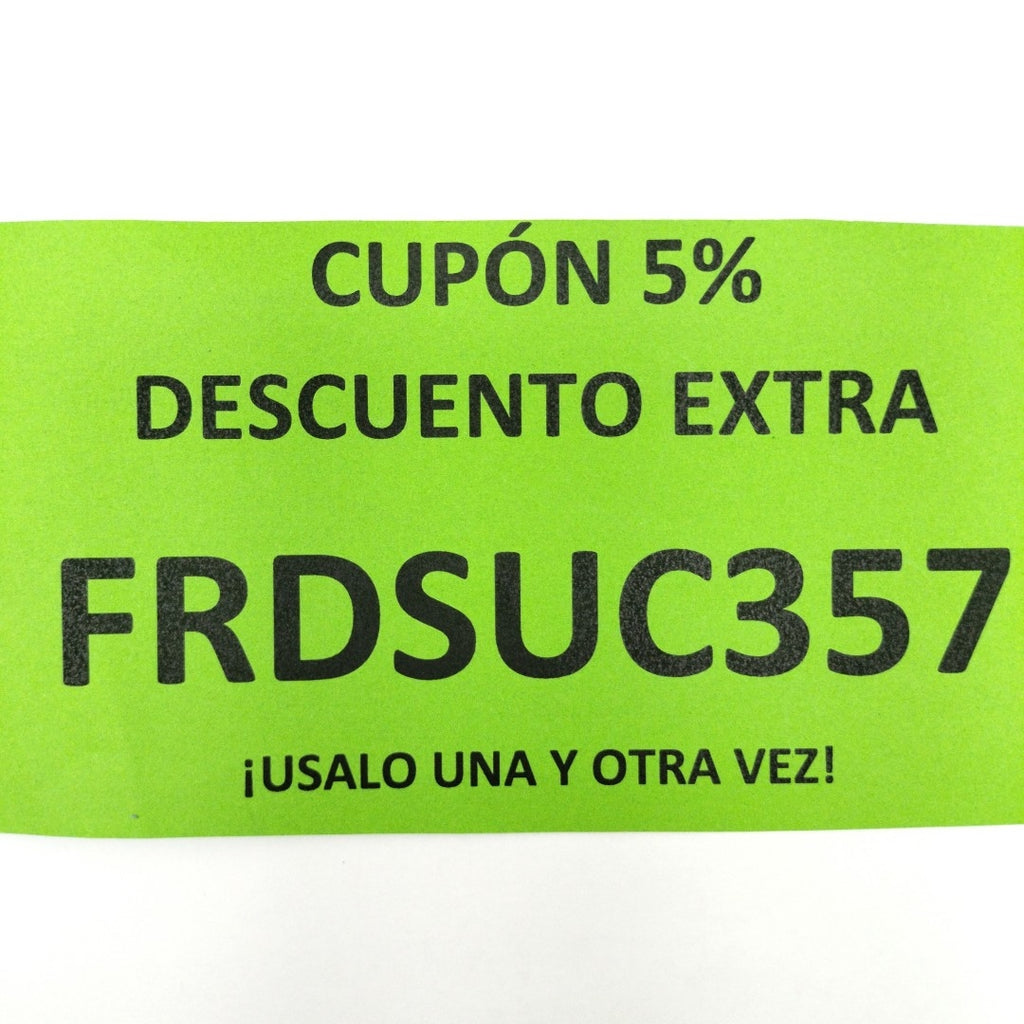 CUPÓN 5%
DESCUENTO EXTRA
FRDSUC357
¡USALO UNA Y OTRA VEZ!